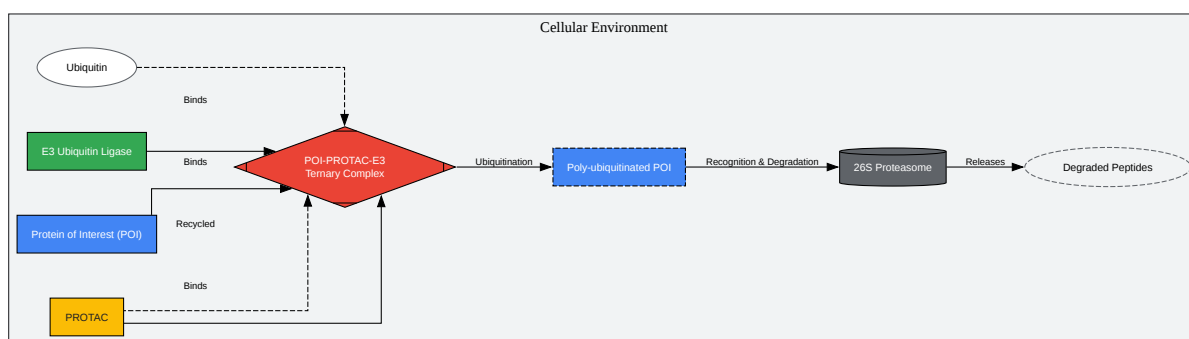 Cellular Environment
Ubiquitin
Binds
E3 Ubiquitin Ligase
Binds
POI-PROTAC-E3
Ternary Complex
Ubiquitination
Poly-ubiquitinated POI
Recognition & Degradation
26S Proteasome
Releases
Degraded Peptides
Recycled
Protein of Interest (POI)
Binds
PROTAC